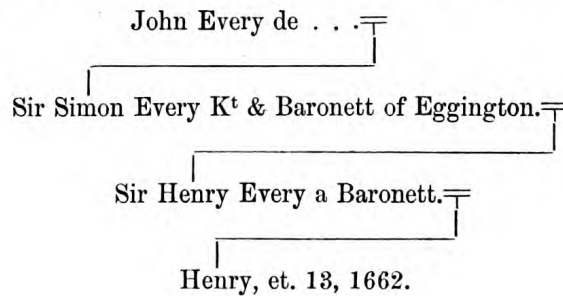 John Every de . . .
Sir Simon Every Kᵗ & Baronett of Eggington.
Sir Henry Every a Baronett.
Henry, et. 13, 1662.